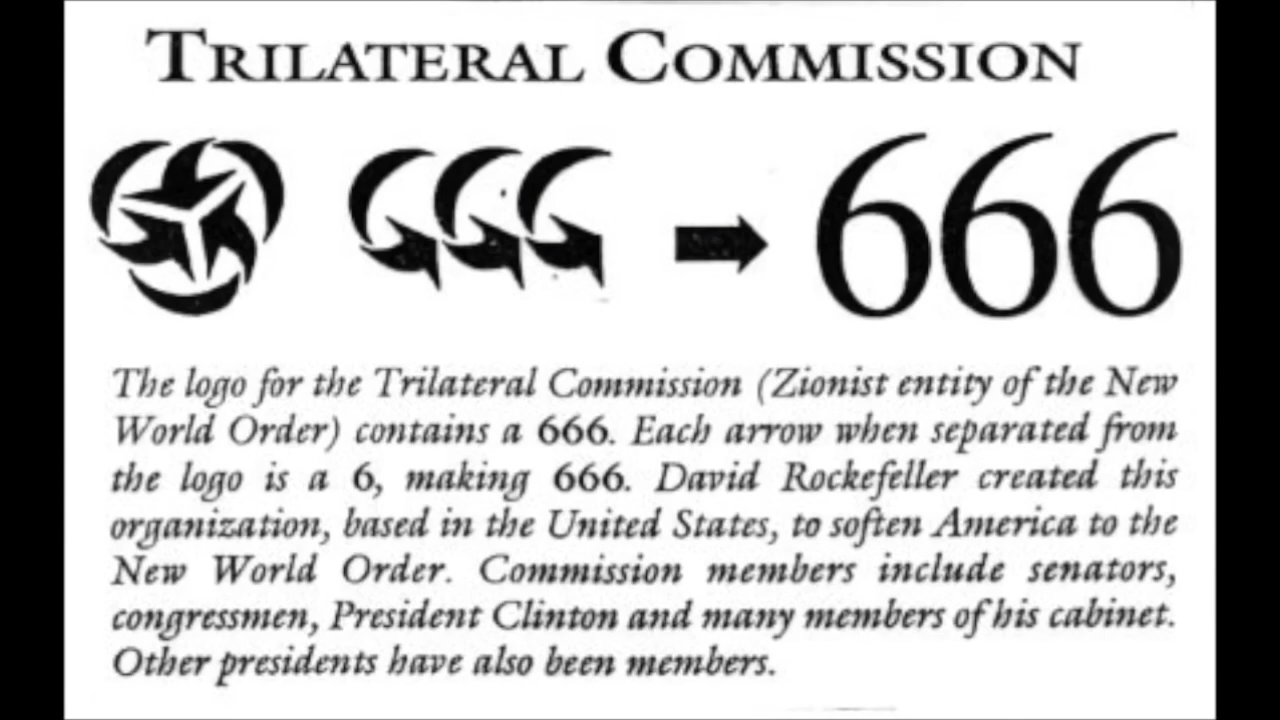 TRILATERAL COMMISSION
666
The logo for the Trilateral Commission (Zionist entity of the New
World Order) contains a 666. Each arrow when separated from
the logo is a 6, making 666. David Rockefeller created this
organization, based in the United States, to soften America to the
New World Order. Commission members include senators,
congressmen, President Clinton and many members of his cabinet.
Other presidents have also been members.